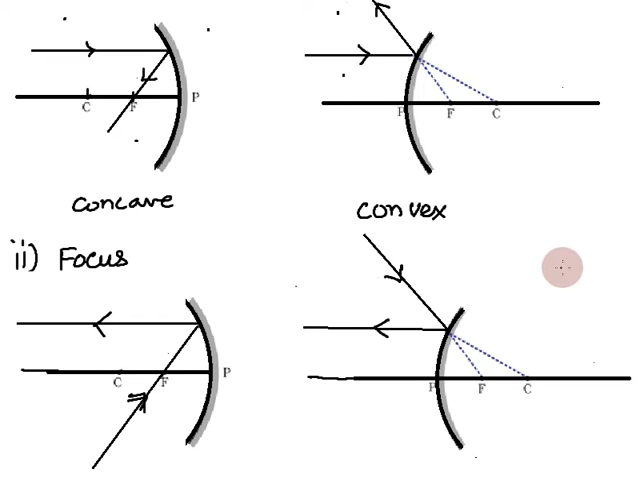 C F P
P F C
concave
convex
ii) Focus
C F P
P F C